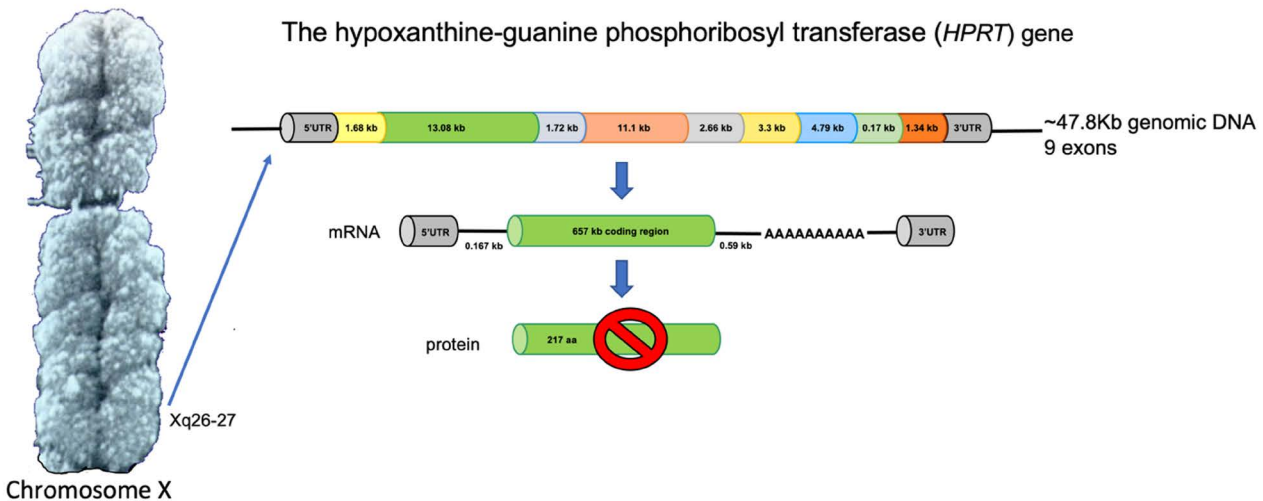 The hypoxanthine-guanine phosphoribosyl transferase (HPRT) gene
5'UTR 1.68 kb 13.08 kb 1.72 kb 11.1 kb 2.66 kb 3.3 kb 4.79 kb 0.17 kb 1.34 kb 3'UTR
~47.8Kb genomic DNA
9 exons
mRNA 5'UTR 657 kb coding region AAAAAAAAAA 3'UTR
0.167 kb 0.59 kb
protein 217 aa
Xq26-27
Chromosome X